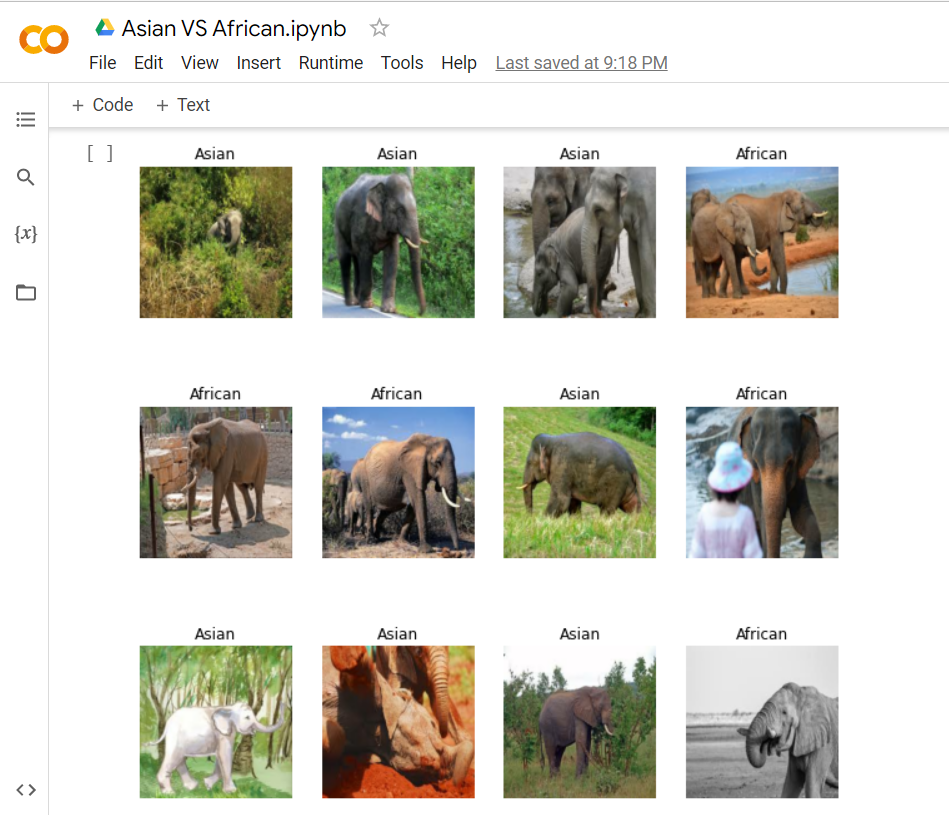 Asian VS African.ipynb
File Edit View Insert Runtime Tools Help Last saved at 9:18 PM
+ Code + Text
[ ]
Asian Asian Asian African
{x}
African African Asian African
Asian Asian Asian African
<>